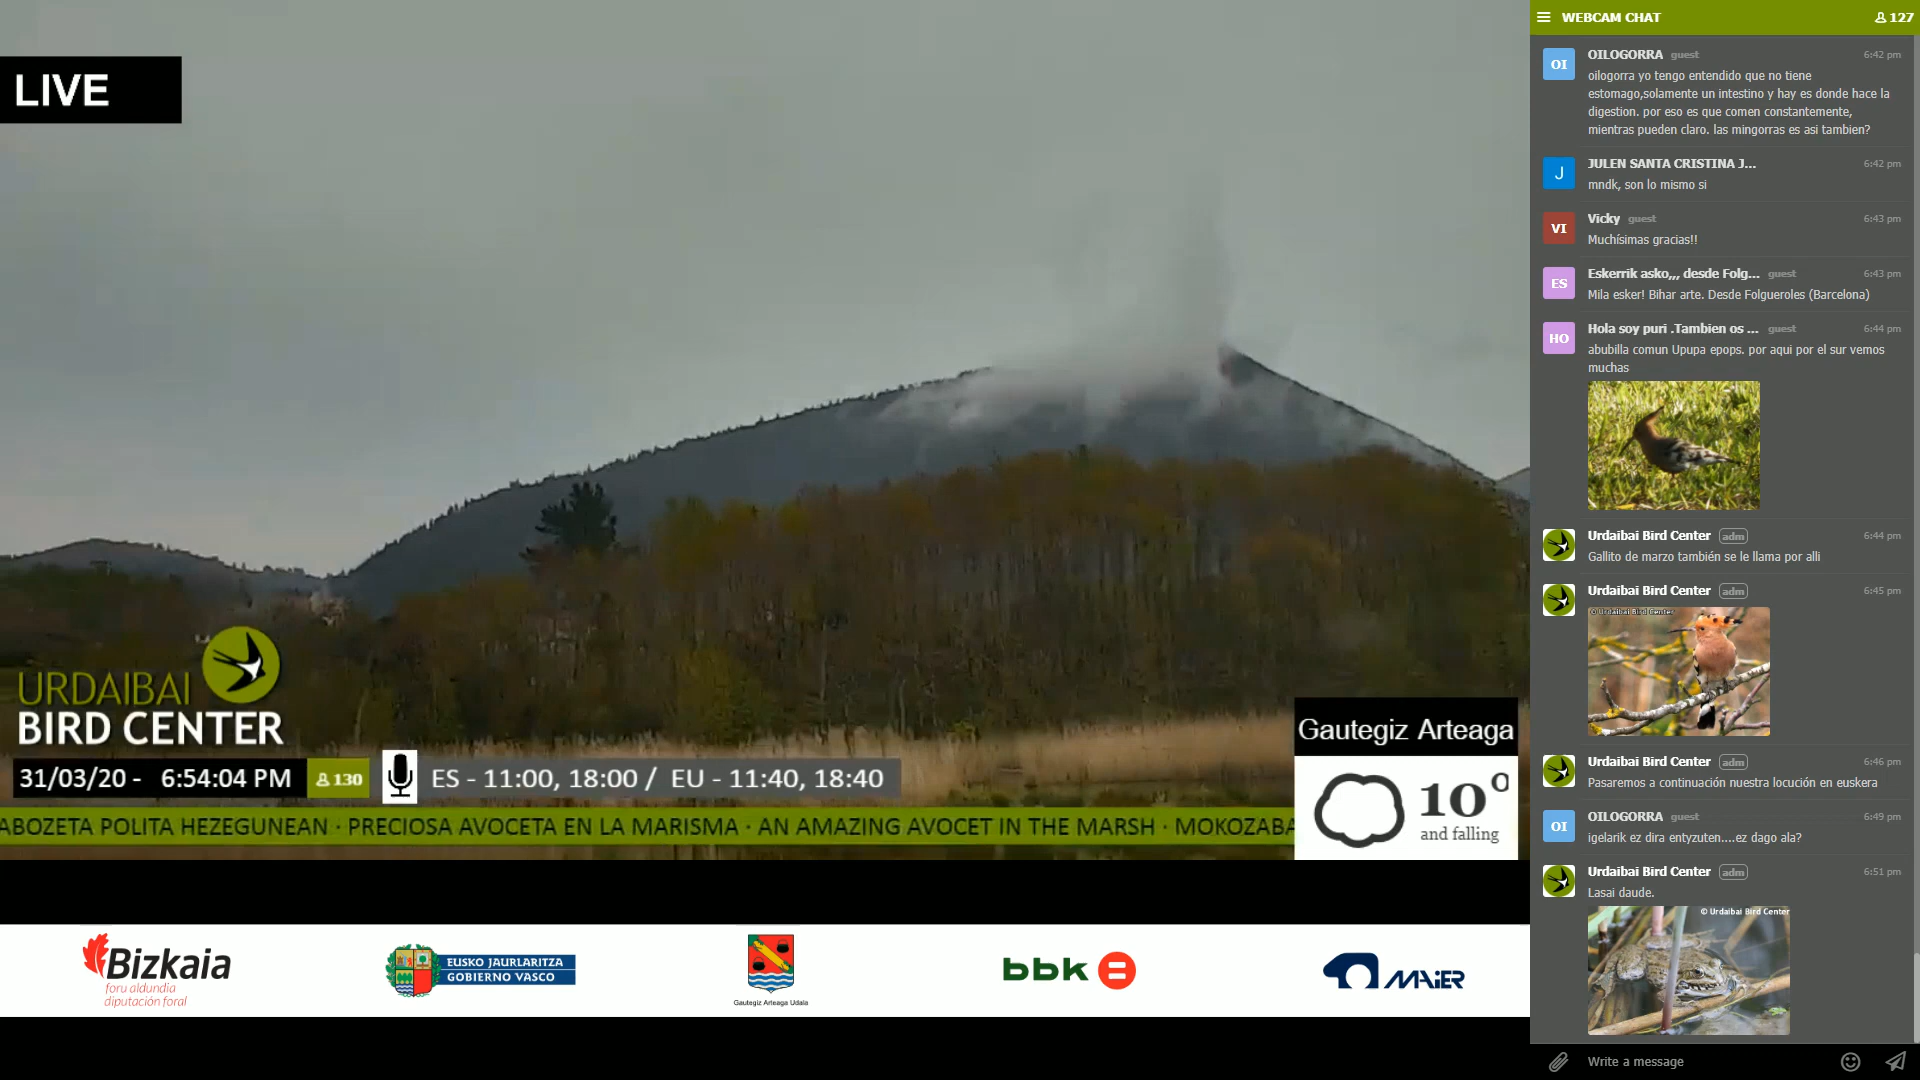 LIVE
URDAIBAI
BIRD CENTER
31/03/20 - 6:54:04 PM
130
ES - 11:00, 18:00 / EU - 11:40, 18:40
ABOZETA POLITA HEZEGUNEAN · PRECIOSA AVOCETA EN LA MARISMA · AN AMAZING AVOCET IN THE MARSH · MOKOZABA
Gautegiz Arteaga
10°
and falling
Bizkaia
foru aldundia
diputación foral
EUSKO JAURLARITZA
GOBIERNO VASCO
Gautegiz Arteaga Udala
bbk
MAIER
WEBCAM CHAT
127
OI
OILOGORRA guest 6:42 pm
oilogorra yo tengo entendido que no tiene
estomago,solamente un intestino y hay es donde hace la
digestion. por eso es que comen constantemente,
mientras pueden claro. las mingorras es asi tambien?
J
JULEN SANTA CRISTINA J... 6:42 pm
mndk, son lo mismo si
VI
Vicky guest 6:43 pm
Muchísimas gracias!!
ES
Eskerrik asko,,, desde Folg... guest 6:43 pm
Mila esker! Bihar arte. Desde Folgueroles (Barcelona)
HO
Hola soy puri .Tambien os ... guest 6:44 pm
abubilla comun Upupa epops. por aqui por el sur vemos
muchas
Urdaibai Bird Center adm 6:44 pm
Gallito de marzo también se le llama por alli
Urdaibai Bird Center adm 6:45 pm
© Urdaibai Bird Center
Urdaibai Bird Center adm 6:46 pm
Pasaremos a continuación nuestra locución en euskera
OI
OILOGORRA guest 6:49 pm
igelarik ez dira entyzuten....ez dago ala?
Urdaibai Bird Center adm 6:51 pm
Lasai daude.
© Urdaibai Bird Center
Write a message